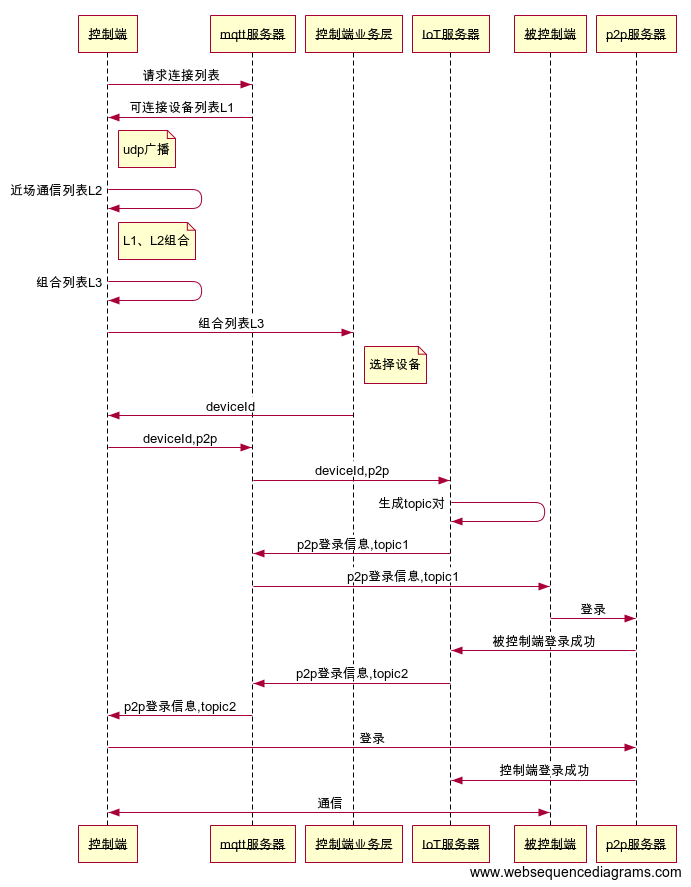 控制端 mqtt服务器 控制端业务层 IoT服务器 被控制端 p2p服务器
请求连接列表
可连接设备列表L1
udp广播
近场通信列表L2
L1、L2组合
组合列表L3
组合列表L3
选择设备
deviceId
deviceId,p2p
deviceId,p2p
生成topic对
p2p登录信息,topic1
p2p登录信息,topic1
登录
被控制端登录成功
p2p登录信息,topic2
p2p登录信息,topic2
登录
控制端登录成功
通信
控制端 mqtt服务器 控制端业务层 IoT服务器 被控制端 p2p服务器
www.websequencediagrams.com